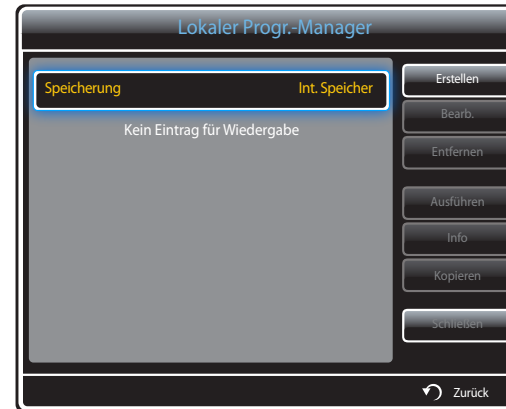 Lokaler Progr.-Manager
Speicherung Int. Speicher
Kein Eintrag für Wiedergabe
Erstellen
Bearb.
Entfernen
Ausführen
Info
Kopieren
Schließen
Zurück